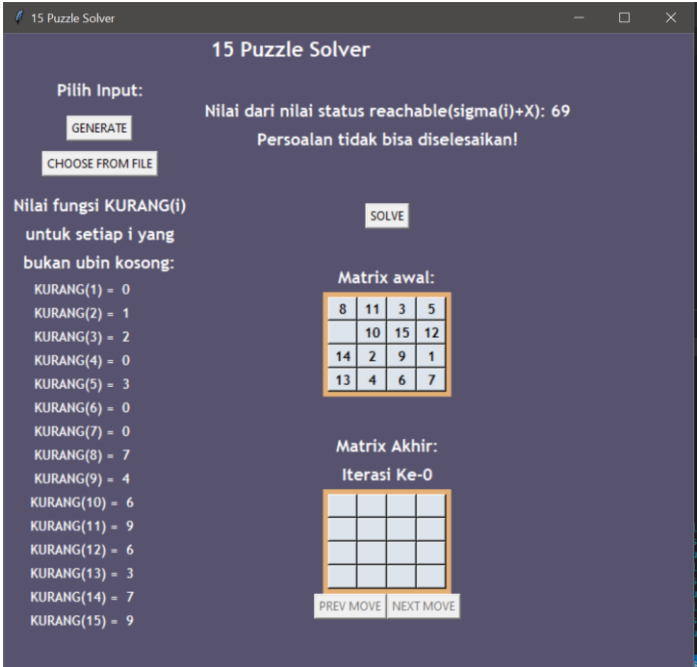 15 Puzzle Solver
15 Puzzle Solver
Pilih Input:
GENERATE
CHOOSE FROM FILE
Nilai fungsi KURANG(i)
untuk setiap i yang
bukan ubin kosong:
KURANG(1) = 0
KURANG(2) = 1
KURANG(3) = 2
KURANG(4) = 0
KURANG(5) = 3
KURANG(6) = 0
KURANG(7) = 0
KURANG(8) = 7
KURANG(9) = 4
KURANG(10) = 6
KURANG(11) = 9
KURANG(12) = 6
KURANG(13) = 3
KURANG(14) = 7
KURANG(15) = 9
Nilai dari nilai status reachable(sigma(i)+X): 69
Persoalan tidak bisa diselesaikan!
SOLVE
Matrix awal:
8 11 3 5
10 15 12
14 2 9 1
13 4 6 7
Matrix Akhir:
Iterasi Ke-0
PREV MOVE NEXT MOVE